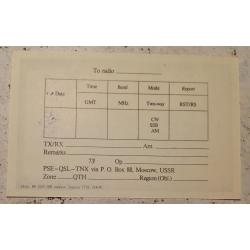 To radio
Date Time Band Mode Report
GMT MHz Two-way RST/RS
CW
SSB
AM
TX/RX Ant.
Remarks
73! Op.
PSE-QSL-TNX via P. O. Box 88, Moscow, USSR
Zone QTH Region (Obl.)